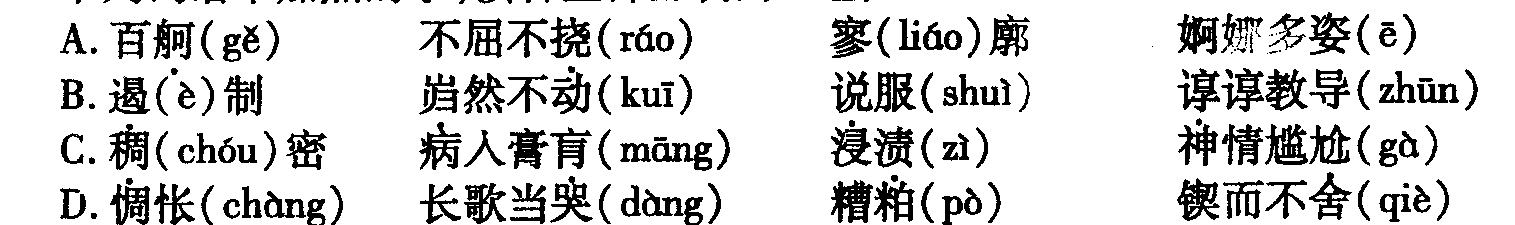 A. 百舸(gě) 不屈不挠(ráo) 寥(liáo)廓 婀娜多姿(ē)
B. 遏(è)制 岿然不动(kuī) 说服(shuì) 谆谆教导(zhūn)
C. 稠(chóu)密 病入膏肓(māng) 浸渍(zì) 神情尴尬(gà)
D. 惆怅(chàng) 长歌当哭(dàng) 糟粕(pò) 锲而不舍(qiè)